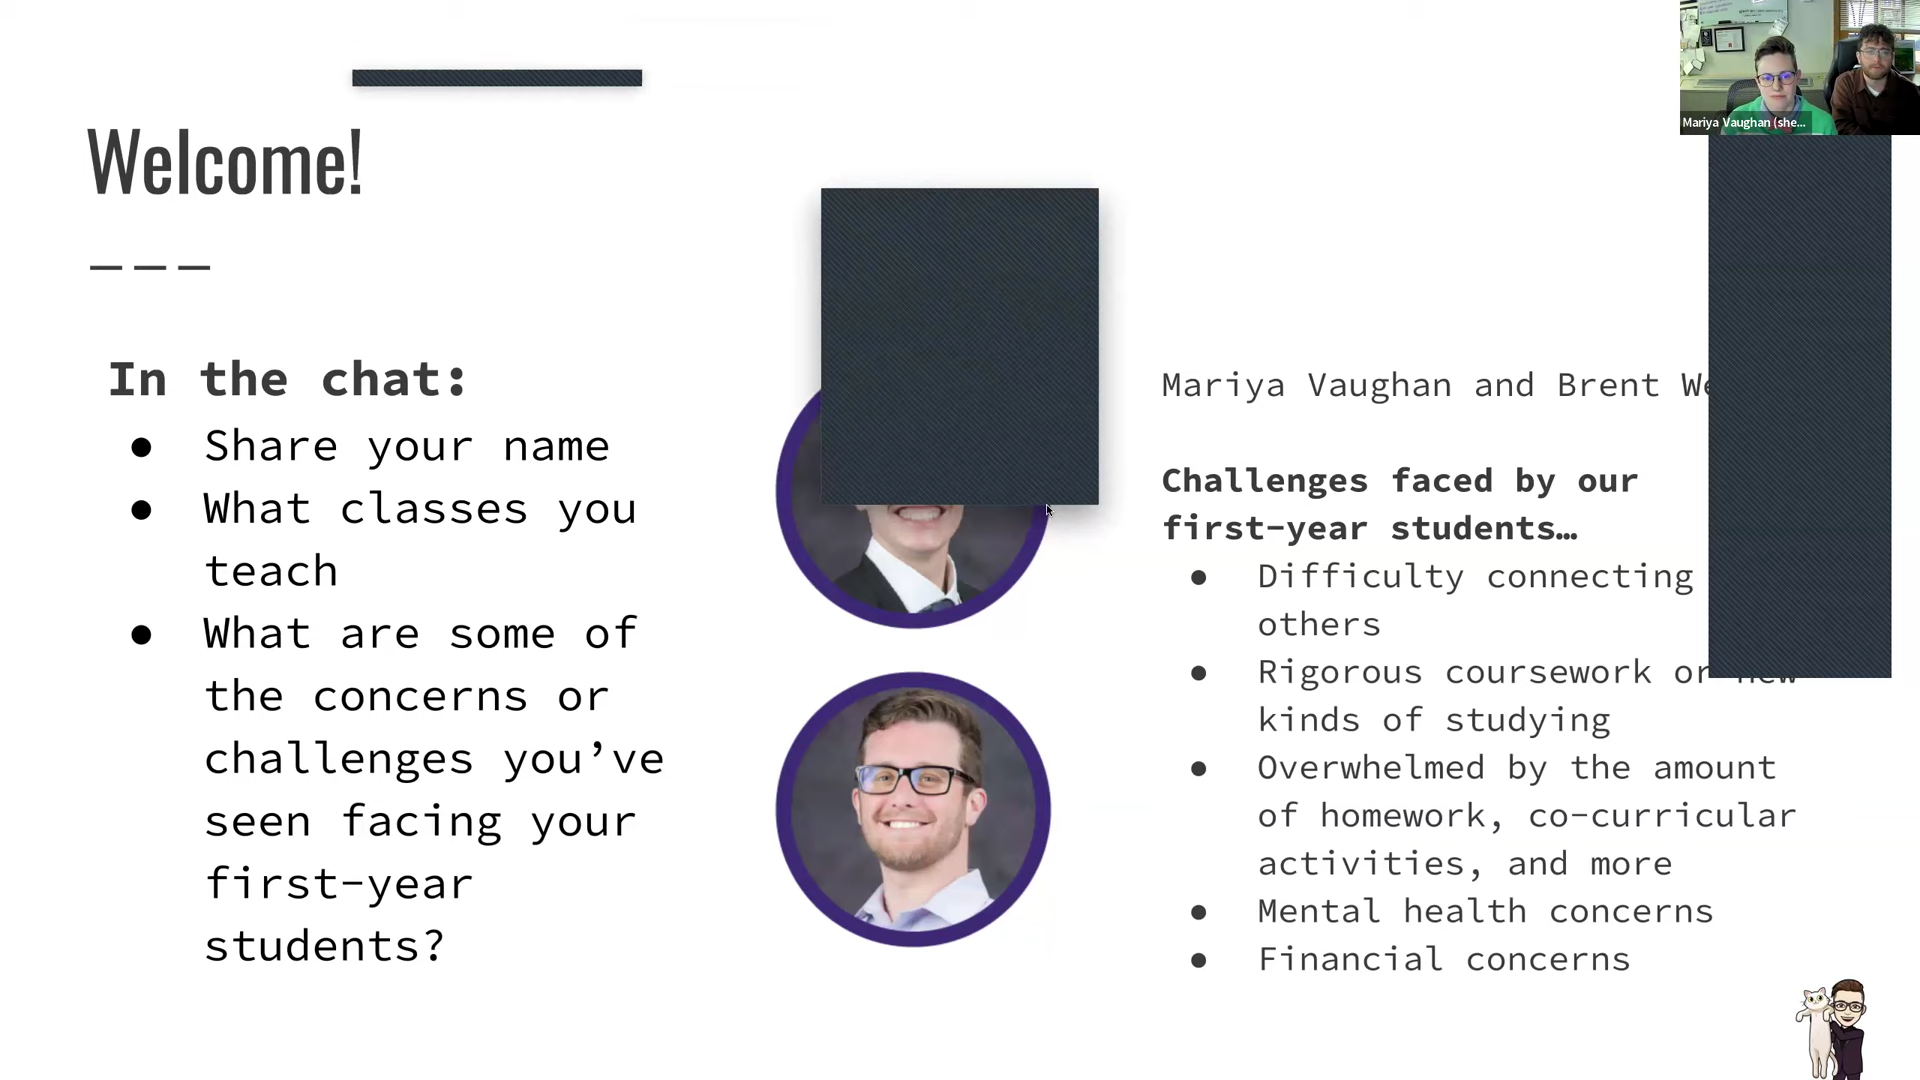 Welcome!
In the chat:
● Share your name
● What classes you
teach
● What are some of
the concerns or
challenges you’ve
seen facing your
first-year
students?
Mariya Vaughan and Brent
Challenges faced by our
first-year students…
● Difficulty connecting
others
● Rigorous coursework or new
kinds of studying
● Overwhelmed by the amount
of homework, co-curricular
activities, and more
● Mental health concerns
● Financial concerns
Mariya Vaughan (she...